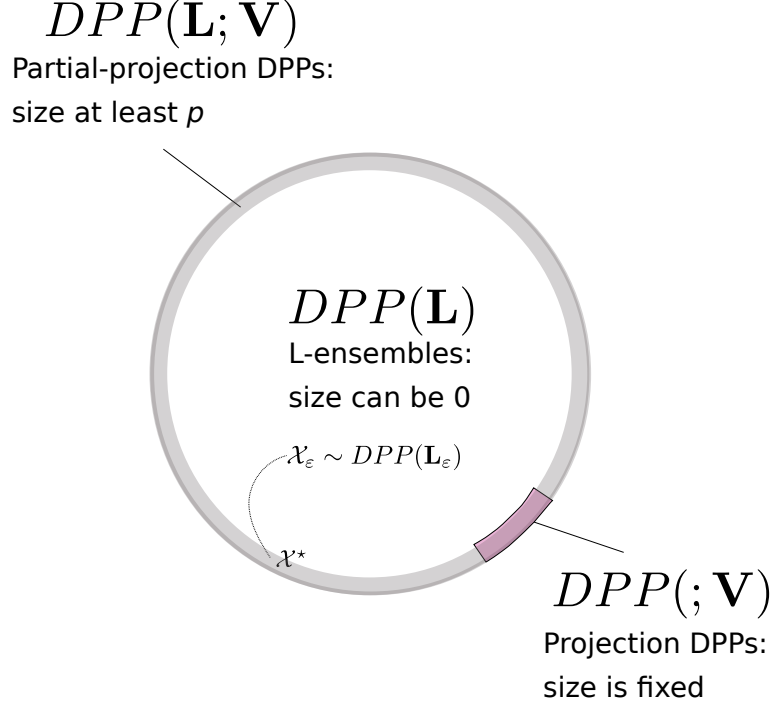 DPP(L; V)
Partial-projection DPPs:
size at least p
DPP(L)
L-ensembles:
size can be 0
𝒳_ε ∼ DPP(L_ε)
𝒳⋆
DPP(; V)
Projection DPPs:
size is fixed